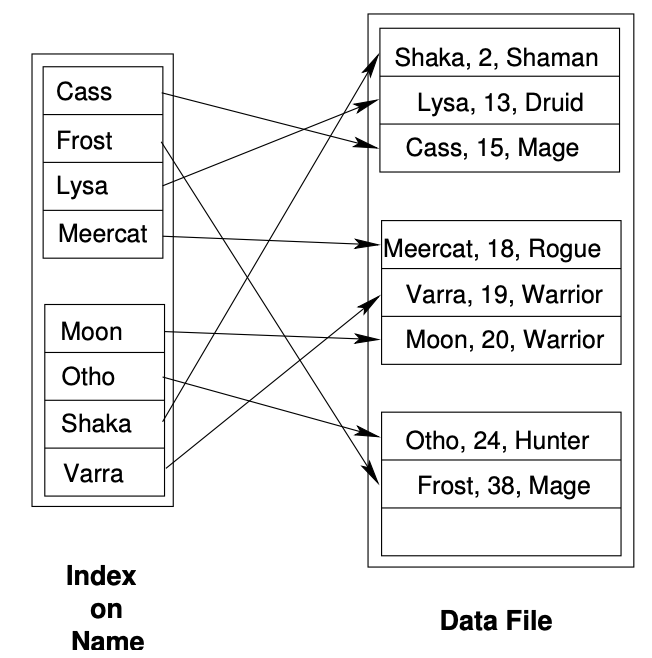 Cass
Frost
Lysa
Meercat
Moon
Otho
Shaka
Varra
Index
on
Name
Shaka, 2, Shaman
Lysa, 13, Druid
Cass, 15, Mage
Meercat, 18, Rogue
Varra, 19, Warrior
Moon, 20, Warrior
Otho, 24, Hunter
Frost, 38, Mage
Data File